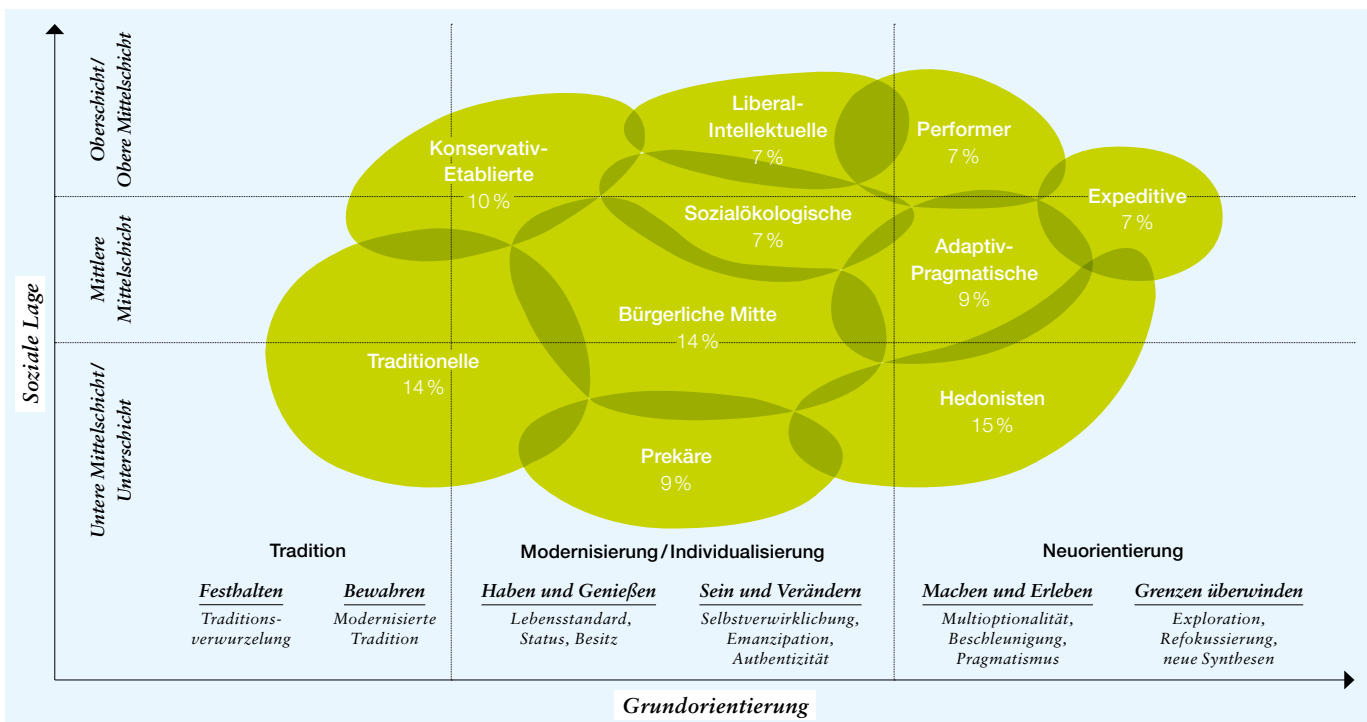 Soziale Lage
Oberschicht/
Obere Mittelschicht
Mittlere
Mittelschicht
Untere Mittelschicht/
Unterschicht
Konservativ-
Etablierte
10 %
Liberal-
Intellektuelle
7 %
Performer
7 %
Expeditive
7 %
Sozialökologische
7 %
Adaptiv-
Pragmatische
9 %
Bürgerliche Mitte
14 %
Traditionelle
14 %
Hedonisten
15 %
Prekäre
9 %
Tradition
Modernisierung/Individualisierung
Neuorientierung
Festhalten
Traditions-
verwurzelung
Bewahren
Modernisierte
Tradition
Haben und Genießen
Lebensstandard,
Status, Besitz
Sein und Verändern
Selbstverwirklichung,
Emanzipation,
Authentizität
Machen und Erleben
Multioptionalität,
Beschleunigung,
Pragmatismus
Grenzen überwinden
Exploration,
Refokussierung,
neue Synthesen
Grundorientierung